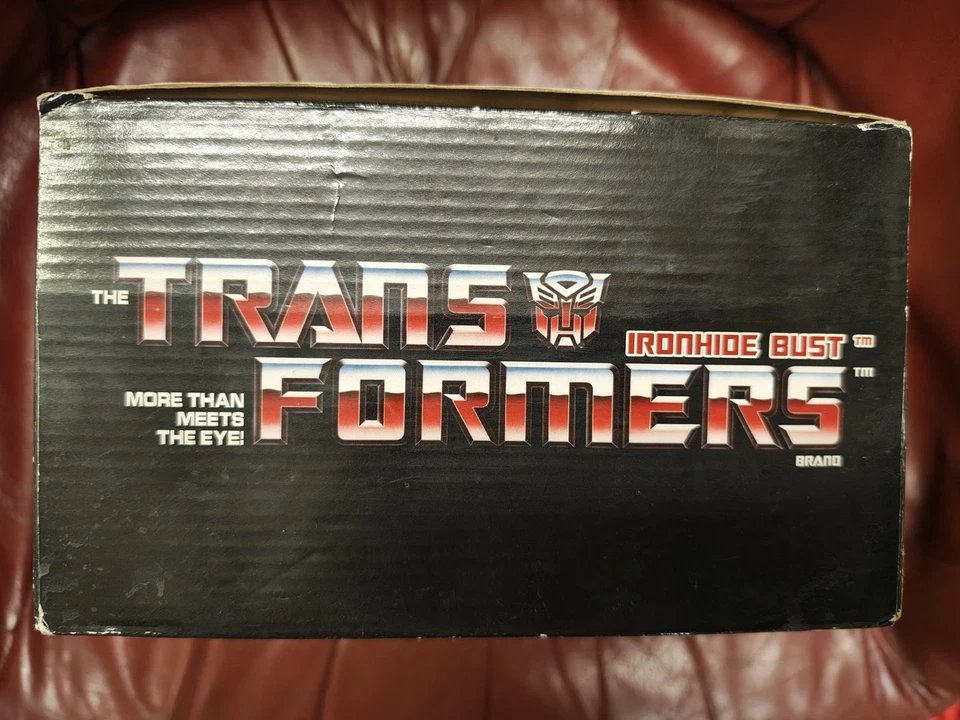 THE TRANS
IRONHIDE BUST™
FORMERS™
MORE THAN
MEETS
THE EYE!
BRAND